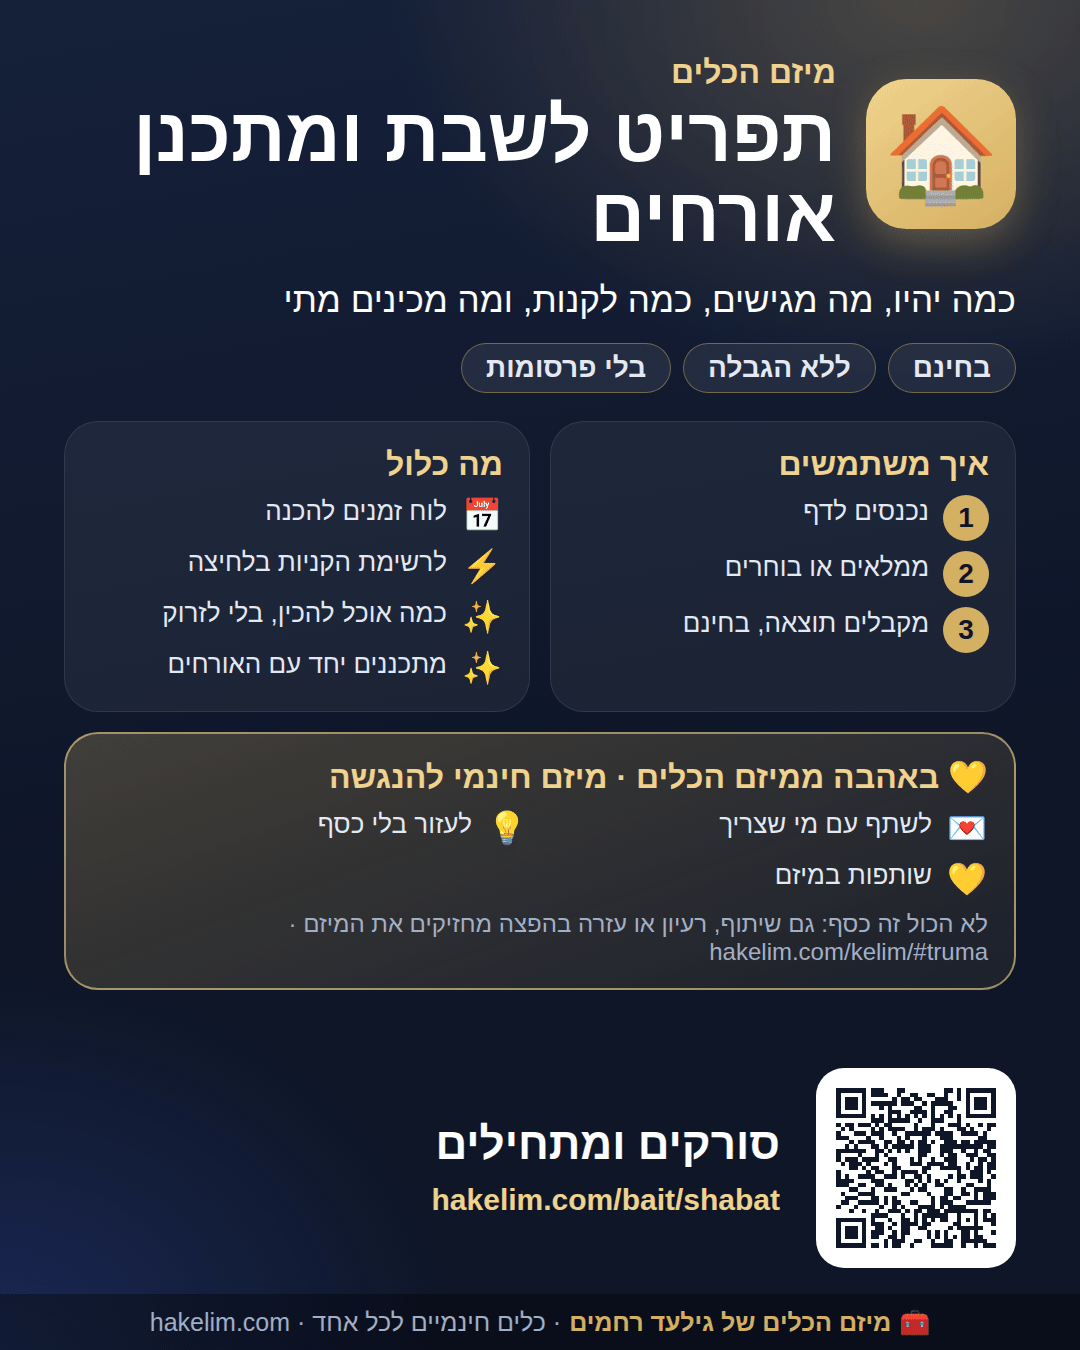 מיזם הכלים
תפריט לשבת ומתכנן
אורחים
כמה יהיו, מה מגישים, כמה לקנות, ומה מכינים מתי
בחינם
ללא הגבלה
בלי פרסומות
איך משתמשים
1 נכנסים לדף
2 ממלאים או בוחרים
3 מקבלים תוצאה, בחינם
מה כלול
July 17 לוח זמנים להכנה
לרשימת הקניות בלחיצה
כמה אוכל להכין, בלי לזרוק
מתכננים יחד עם האורחים
באהבה ממיזם הכלים · מיזם חינמי להנגשה
לשתף עם מי שצריך
לעזור בלי כסף
שותפות במיזם
לא הכול זה כסף: גם שיתוף, רעיון או עזרה בהפצה מחזיקים את המיזם ·
hakelim.com/kelim/#truma
סורקים ומתחילים
hakelim.com/bait/shabat
מיזם הכלים של גילעד רחמים · כלים חינמיים לכל אחד · hakelim.com